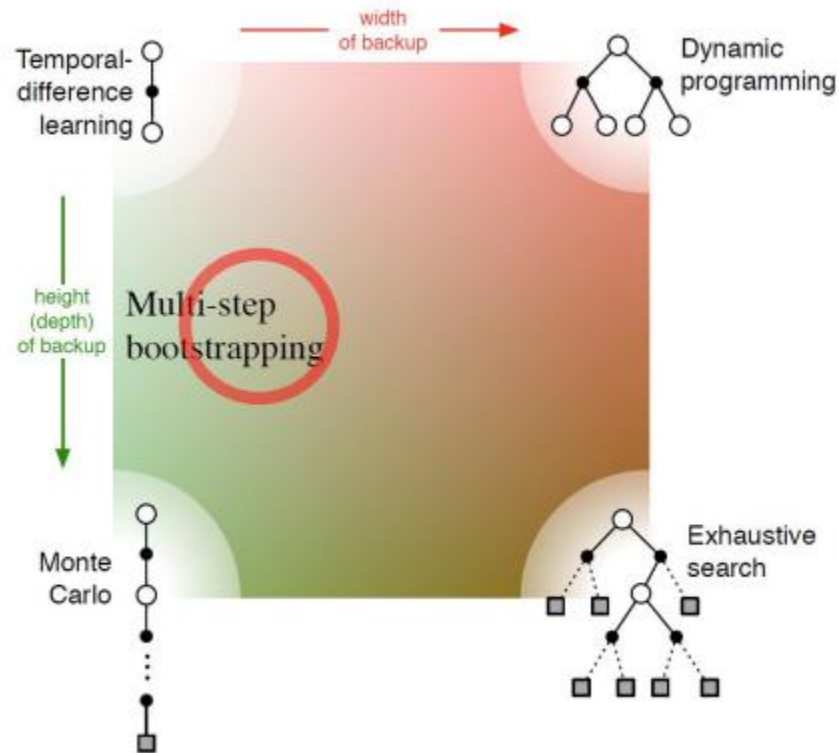 width
of backup
Temporal-
difference
learning
Dynamic
programming
height
(depth)
of backup
Multi-step
bootstrapping
Monte
Carlo
Exhaustive
search